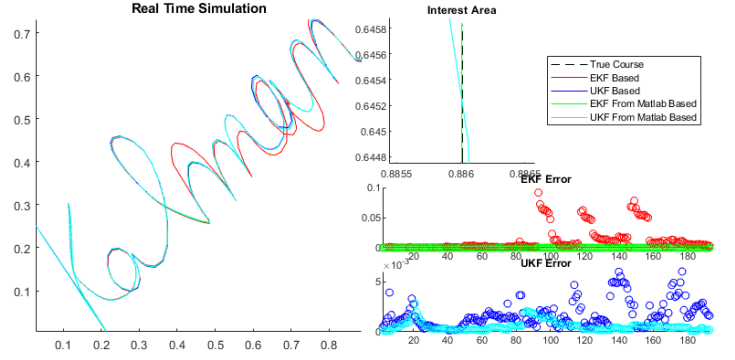 Real Time Simulation
0.7
0.6
0.5
0.4
0.3
0.2
0.1
0.1 0.2 0.3 0.4 0.5 0.6 0.7 0.8
Kalman
Interest Area
0.6458
0.6456
0.6454
0.6452
0.645
0.6448
0.8855 0.886 0.8865
True Course
EKF Based
UKF Based
EKF From Matlab Based
UKF From Matlab Based
EKF Error
0.1
0.05
0
20 40 60 80 100 120 140 160 180
UKF Error
×10⁻³
5
0
20 40 60 80 100 120 140 160 180